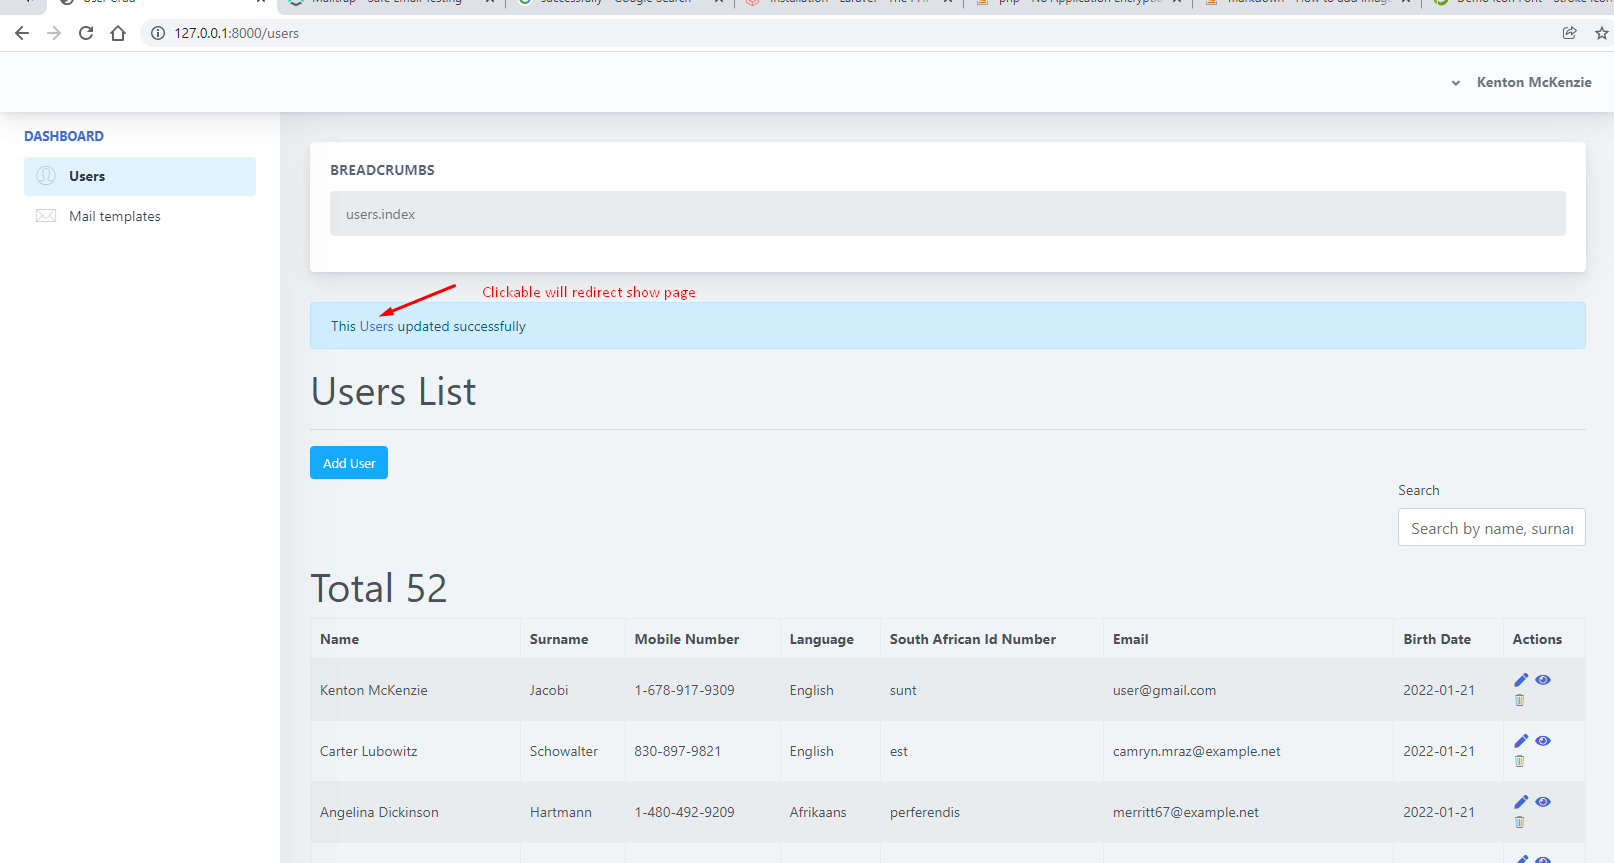 127.0.0.1:8000/users
Kenton McKenzie
DASHBOARD
Users
Mail templates
BREADCRUMBS
users.index
Clickable will redirect show page
This Users updated successfully
Users List
Add User
Search
Search by name, surnar
Total 52
Name Surname Mobile Number Language South African Id Number Email Birth Date Actions
Kenton McKenzie Jacobi 1-678-917-9309 English sunt user@gmail.com 2022-01-21
Carter Lubowitz Schowalter 830-897-9821 English est camryn.mraz@example.net 2022-01-21
Angelina Dickinson Hartmann 1-480-492-9209 Afrikaans perferendis merritt67@example.net 2022-01-21